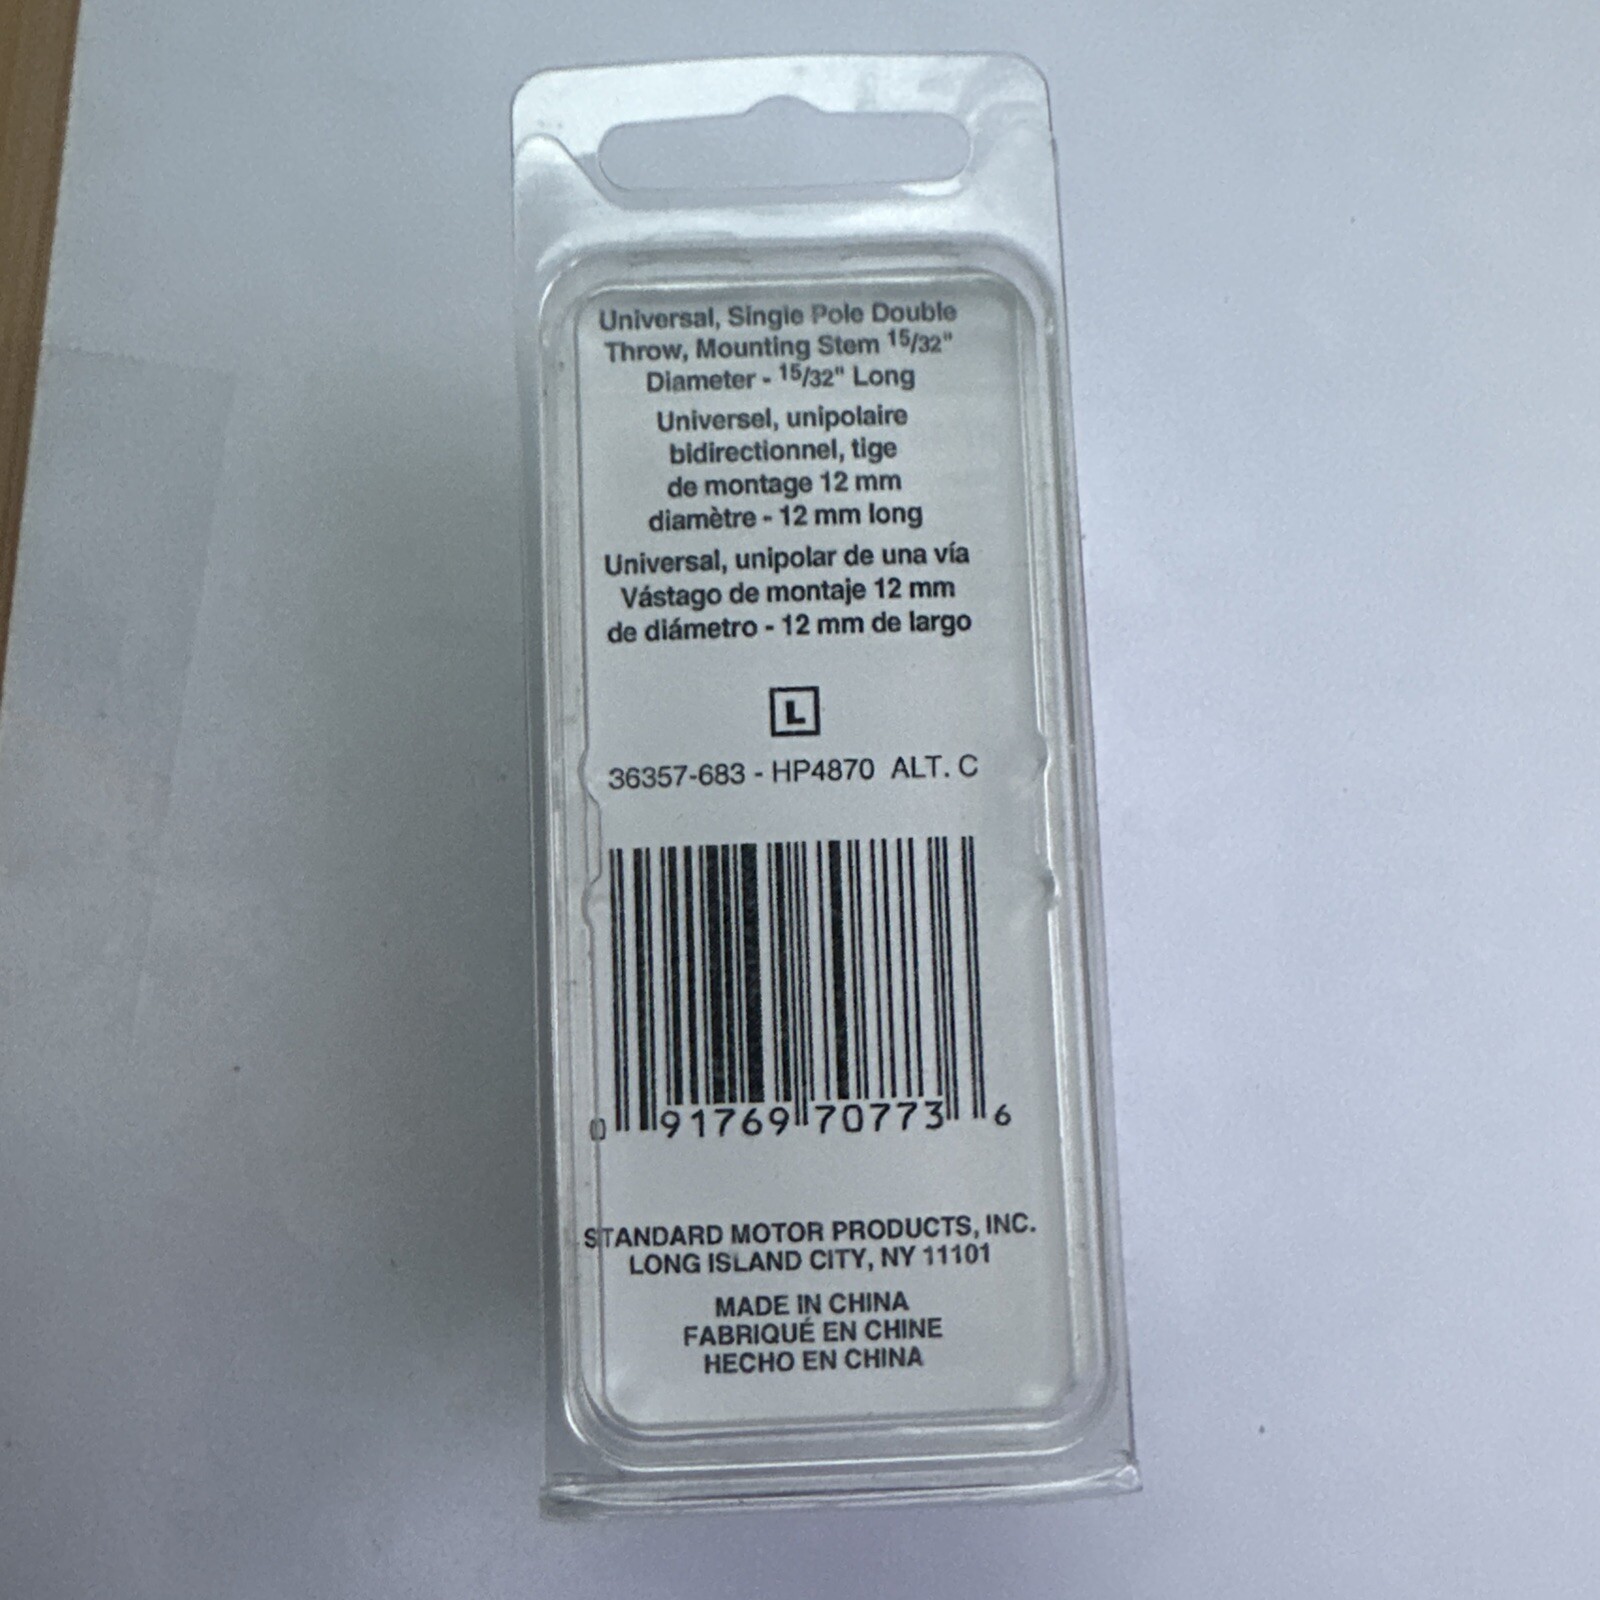 Universal, Single Pole Double
Throw, Mounting Stem 15/32"
Diameter - 15/32" Long
Universel, unipolaire
bidirectionnel, tige
de montage 12 mm
diamètre - 12 mm long
Universal, unipolar de una vía
Vástago de montaje 12 mm
de diámetro - 12 mm de largo
L
36357-683 - HP4870 ALT. C
0 91769 70773 6
STANDARD MOTOR PRODUCTS, INC.
LONG ISLAND CITY, NY 11101
MADE IN CHINA
FABRIQUÉ EN CHINE
HECHO EN CHINA